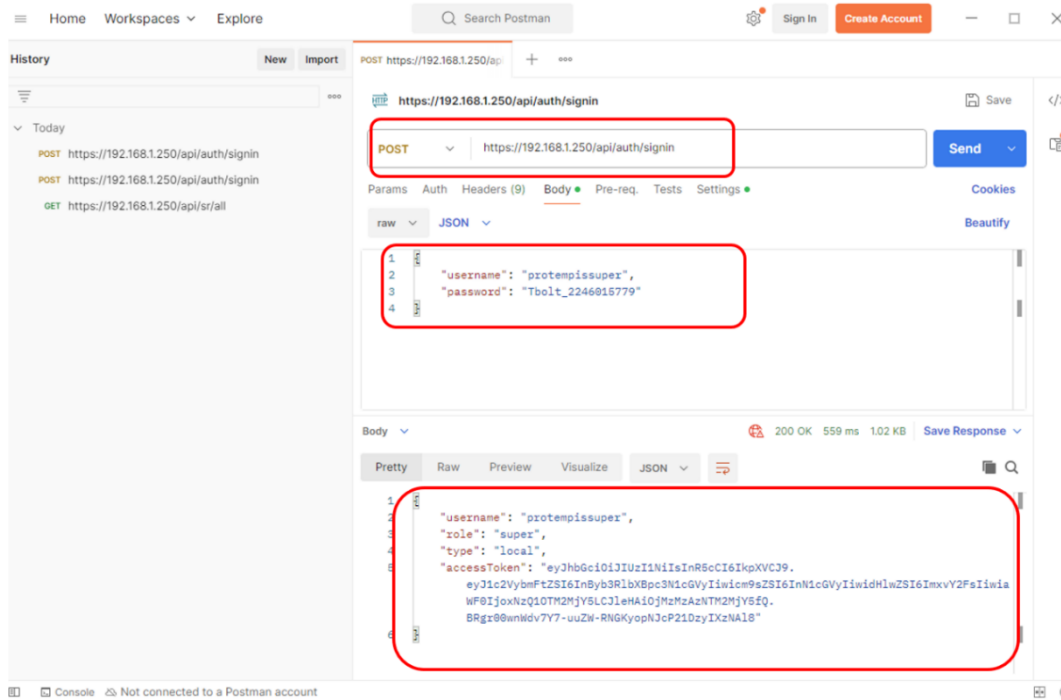 Home Workspaces Explore Search Postman Sign In Create Account
History New Import POST https://192.168.1.250/ap
https://192.168.1.250/api/auth/signin Save
Today
POST https://192.168.1.250/api/auth/signin
POST https://192.168.1.250/api/auth/signin
GET https://192.168.1.250/api/sr/all
POST https://192.168.1.250/api/auth/signin Send
Params Auth Headers (9) Body Pre-req. Tests Settings Cookies
raw JSON Beautify
1 {
2 "username": "protempissuper",
3 "password": "Tbolt_2246015779"
4 }
Body 200 OK 559 ms 1.02 KB Save Response
Pretty Raw Preview Visualize JSON
1 {
2 "username": "protempissuper",
3 "role": "super",
4 "type": "local",
5 "accessToken": "eyJhbGciOiJIUzI1NiIsInR5cCI6IkpXVCJ9.
eyJ1c2VybmFtZSI6InByb3RlbXBpc3N1cGVyIiwicm9sZSI6InN1cGVyIiwidHlwZSI6ImxvY2FsIiwia
WF0IjoxNzQ1OTM2MjY5LCJleHAiOjMzMzAzNTM2MjY5fQ.
BRgr00wnWdv7Y7-uuZW-RNGKyopNJcP21DzyIXzNAl8"
6 }
Console Not connected to a Postman account